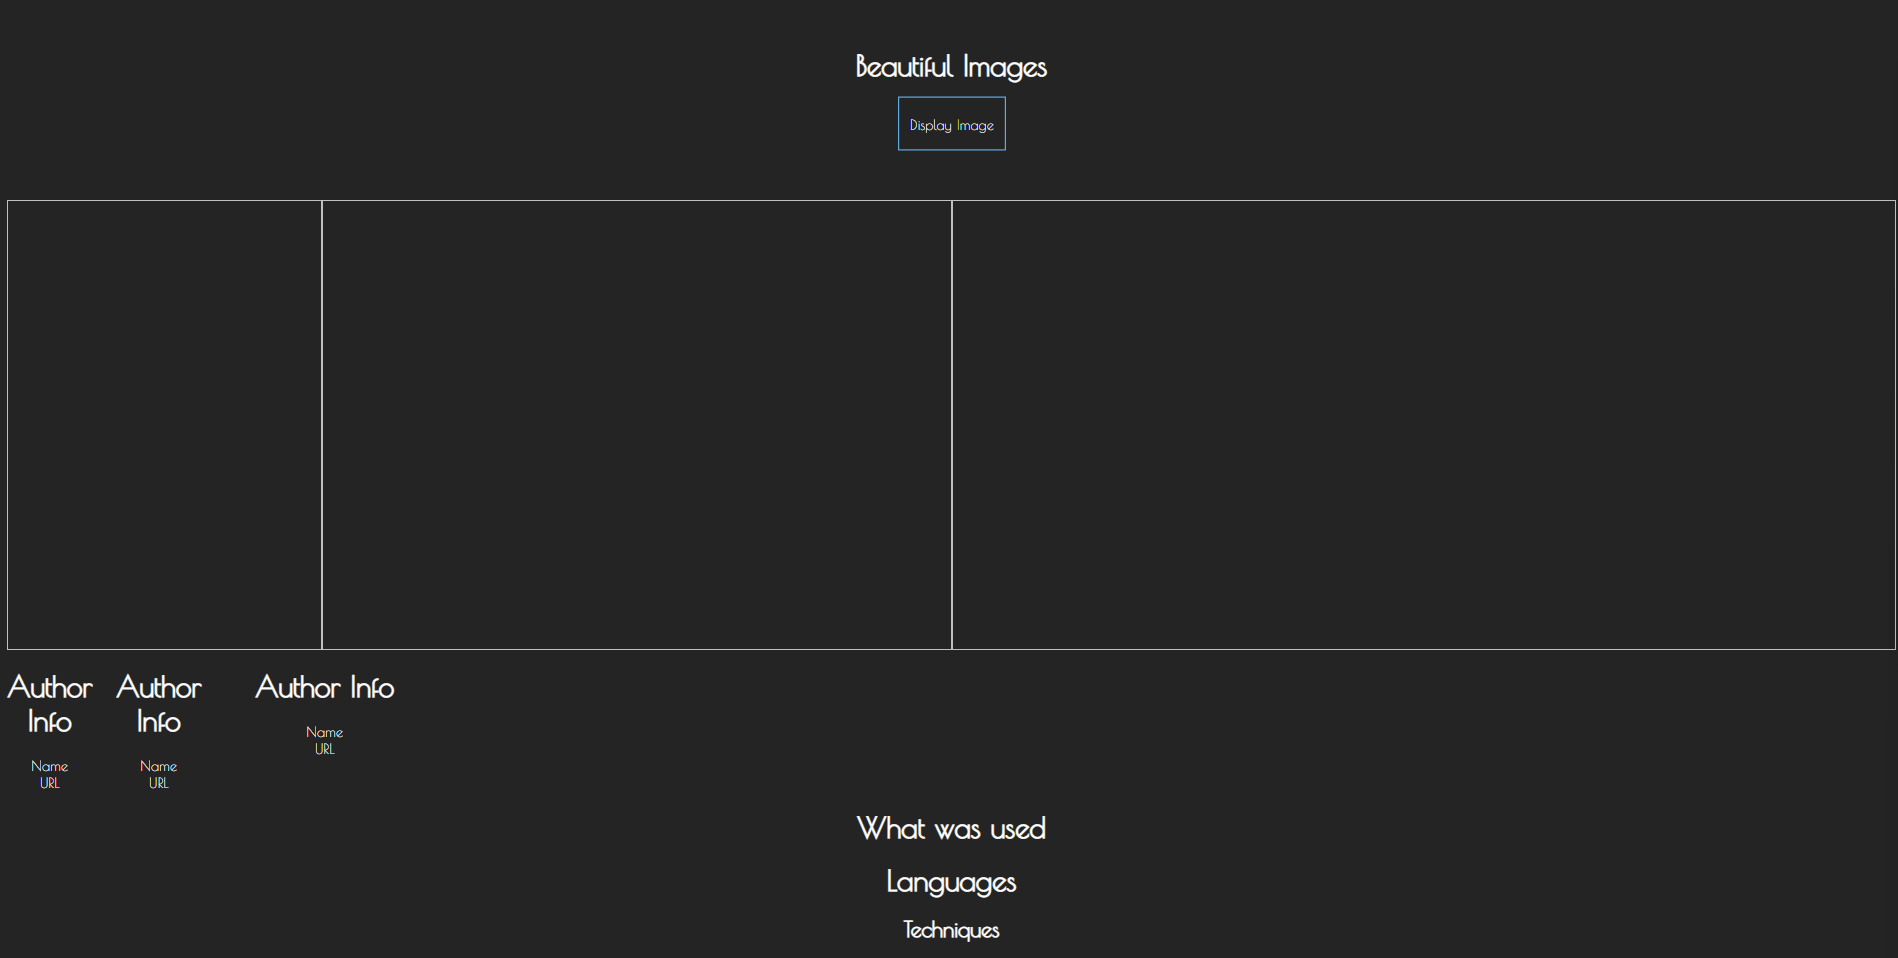 Beautiful Images
Display Image
Author
Info
Name
URL
Author
Info
Name
URL
Author Info
Name
URL
What was used
Languages
Techniques